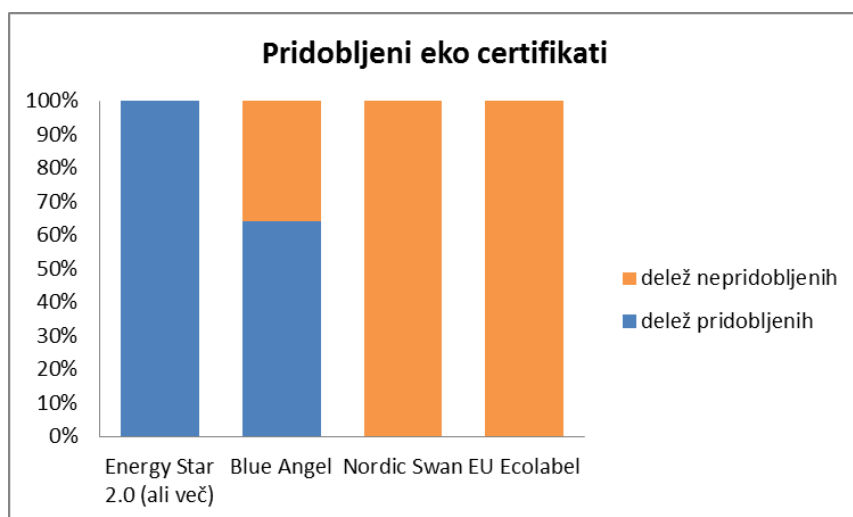 Pridobljeni eko certifikati
100%
90%
80%
70%
60%
50%
40%
30%
20%
10%
0%
Energy Star
2.0 (ali več)
Blue Angel
Nordic Swan
EU Ecolabel
delež nepridobljenih
delež pridobljenih